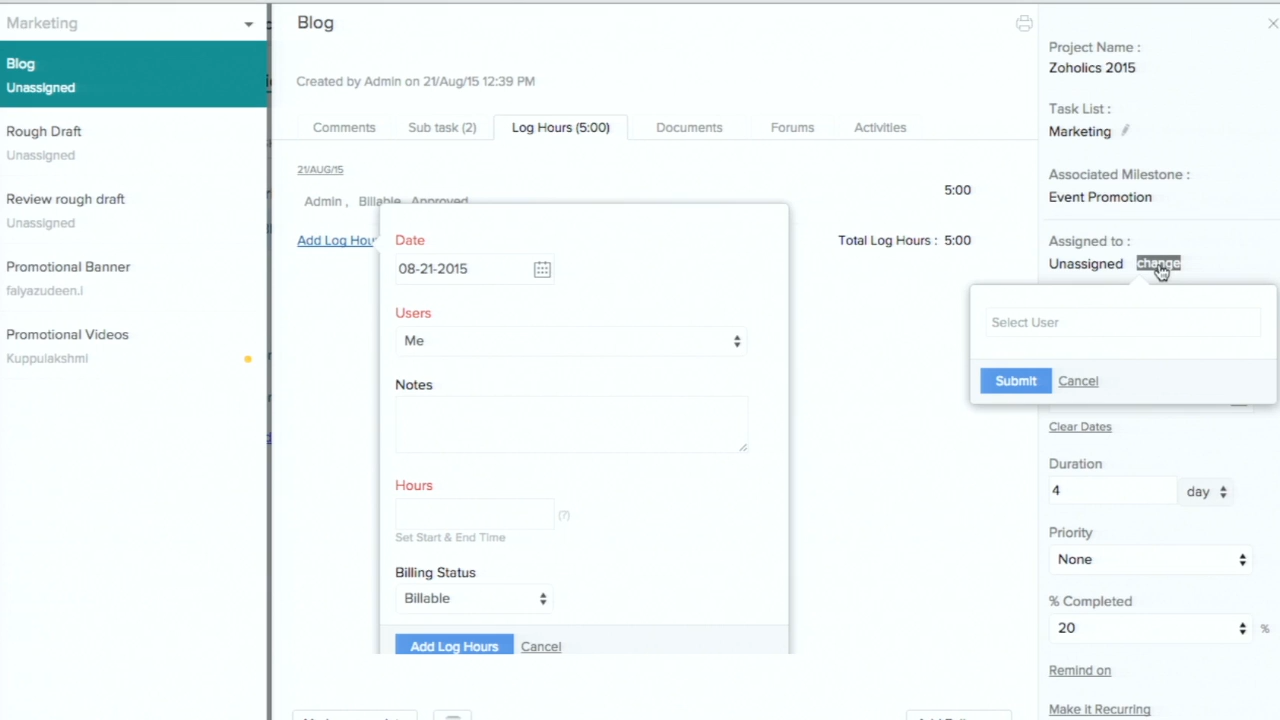 Marketing
Blog
Unassigned
Rough Draft
Unassigned
Review rough draft
Unassigned
Promotional Banner
falyazudeen.l
Promotional Videos
Kuppulakshmi
Blog
Created by Admin on 21/Aug/15 12:39 PM
Comments
Sub task (2)
Log Hours (5:00)
Documents
Forums
Activities
21/AUG/15
5:00
Admin , Billable Approved
Add Log Hour
Total Log Hours : 5:00
Date
08-21-2015
Users
Me
Notes
Hours
(?)
Set Start & End Time
Billing Status
Billable
Add Log Hours
Cancel
Project Name :
Zoholics 2015
Task List :
Marketing
Associated Milestone :
Event Promotion
Assigned to :
Unassigned change
Select User
Submit
Cancel
Clear Dates
Duration
4
day
Priority
None
% Completed
20
%
Remind on
Make it Recurring